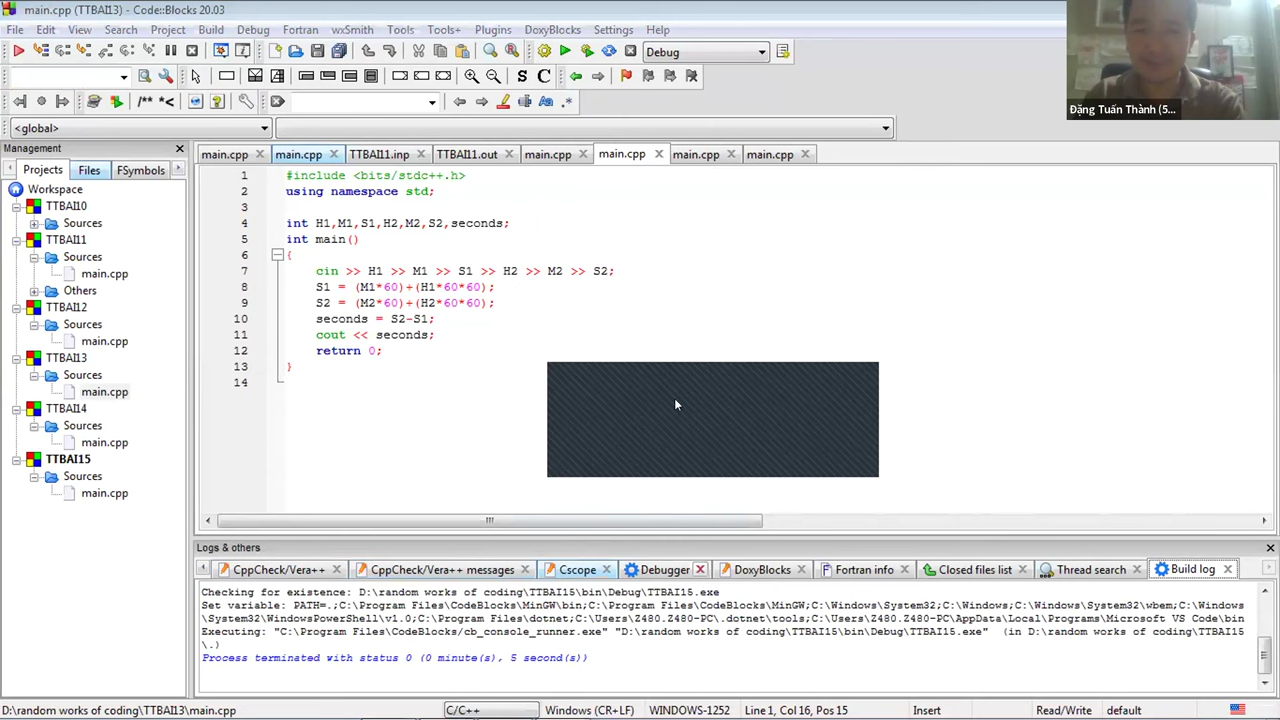 main.cpp (TTBAI13) - Code::Blocks 20.03
File Edit View Search Project Build Debug Fortran wxSmith Tools Tools+ Plugins DoxyBlocks Settings Help
Debug
S C
/** *<
Aa .*
<global>
Đặng Tuấn Thành (5...
Management
Projects Files FSymbols
Workspace
TTBAI10
Sources
TTBAI11
Sources
main.cpp
Others
TTBAI12
Sources
main.cpp
TTBAI13
Sources
main.cpp
TTBAI14
Sources
main.cpp
TTBAI15
Sources
main.cpp
main.cpp main.cpp TTBAI11.inp TTBAI11.out main.cpp main.cpp main.cpp main.cpp
1 #include <bits/stdc++.h>
2 using namespace std;
3
4 int H1,M1,S1,H2,M2,S2,seconds;
5 int main()
6 {
7 cin >> H1 >> M1 >> S1 >> H2 >> M2 >> S2;
8 S1 = (M1*60)+(H1*60*60);
9 S2 = (M2*60)+(H2*60*60);
10 seconds = S2-S1;
11 cout << seconds;
12 return 0;
13 }
14
Logs & others
CppCheck/Vera++ CppCheck/Vera++ messages Cscope Debugger DoxyBlocks Fortran info Closed files list Thread search Build log
Checking for existence: D:\random works of coding\TTBAI15\bin\Debug\TTBAI15.exe
Set variable: PATH=.;C:\Program Files\CodeBlocks\MinGW\bin;C:\Program Files\CodeBlocks\MinGW;C:\Windows\System32;C:\Windows;C:\Windows\System32\wbem;C:\Windows
\System32\WindowsPowerShell\v1.0;C:\Program Files\dotnet;C:\Users\Z480.Z480-PC\.dotnet\tools;C:\Users\Z480.Z480-PC\AppData\Local\Programs\Microsoft VS Code\bin
Executing: "C:\Program Files\CodeBlocks/cb_console_runner.exe" "D:\random works of coding\TTBAI15\bin\Debug\TTBAI15.exe" (in D:\random works of coding\TTBAI15
\.)
Process terminated with status 0 (0 minute(s), 5 second(s))
D:\random works of coding\TTBAI13\main.cpp C/C++ Windows (CR+LF) WINDOWS-1252 Line 1, Col 16, Pos 15 Insert Read/Write default